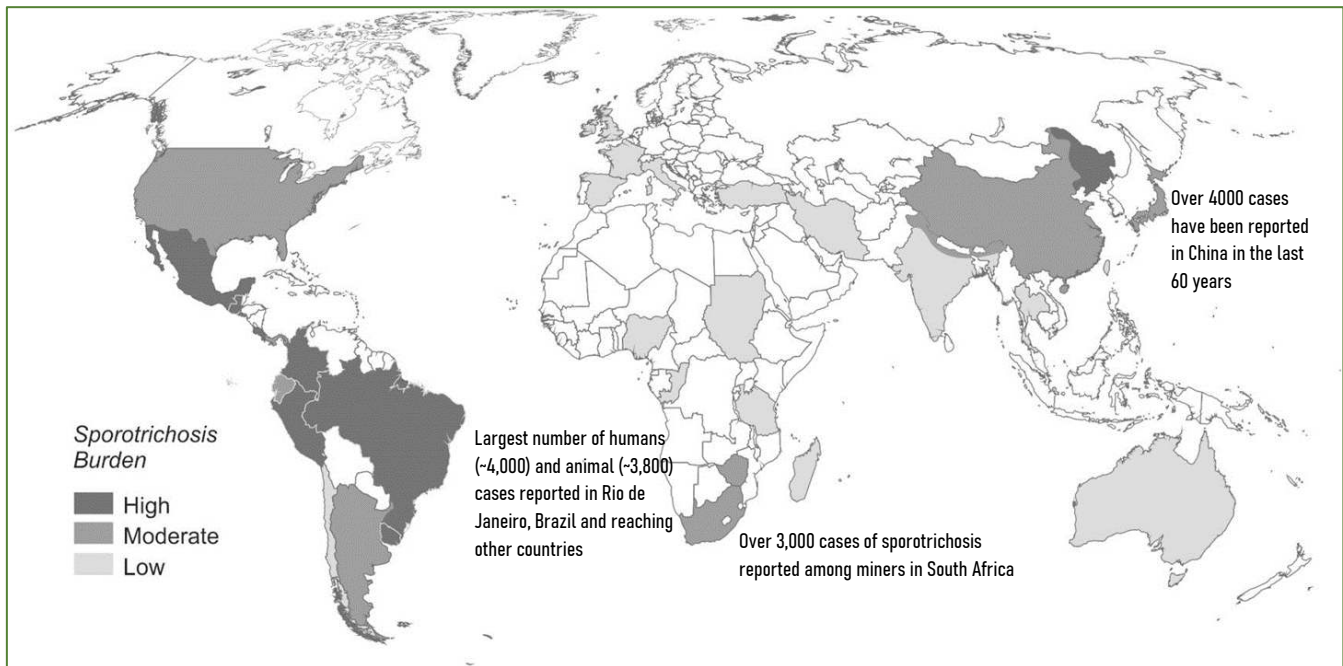 Over 4000 cases
have been reported
in China in the last
60 years
Sporotrichosis
Burden
High
Moderate
Low
Largest number of humans
(~4,000) and animal (~3,800)
cases reported in Rio de
Janeiro, Brazil and reaching
other countries
Over 3,000 cases of sporotrichosis
reported among miners in South Africa